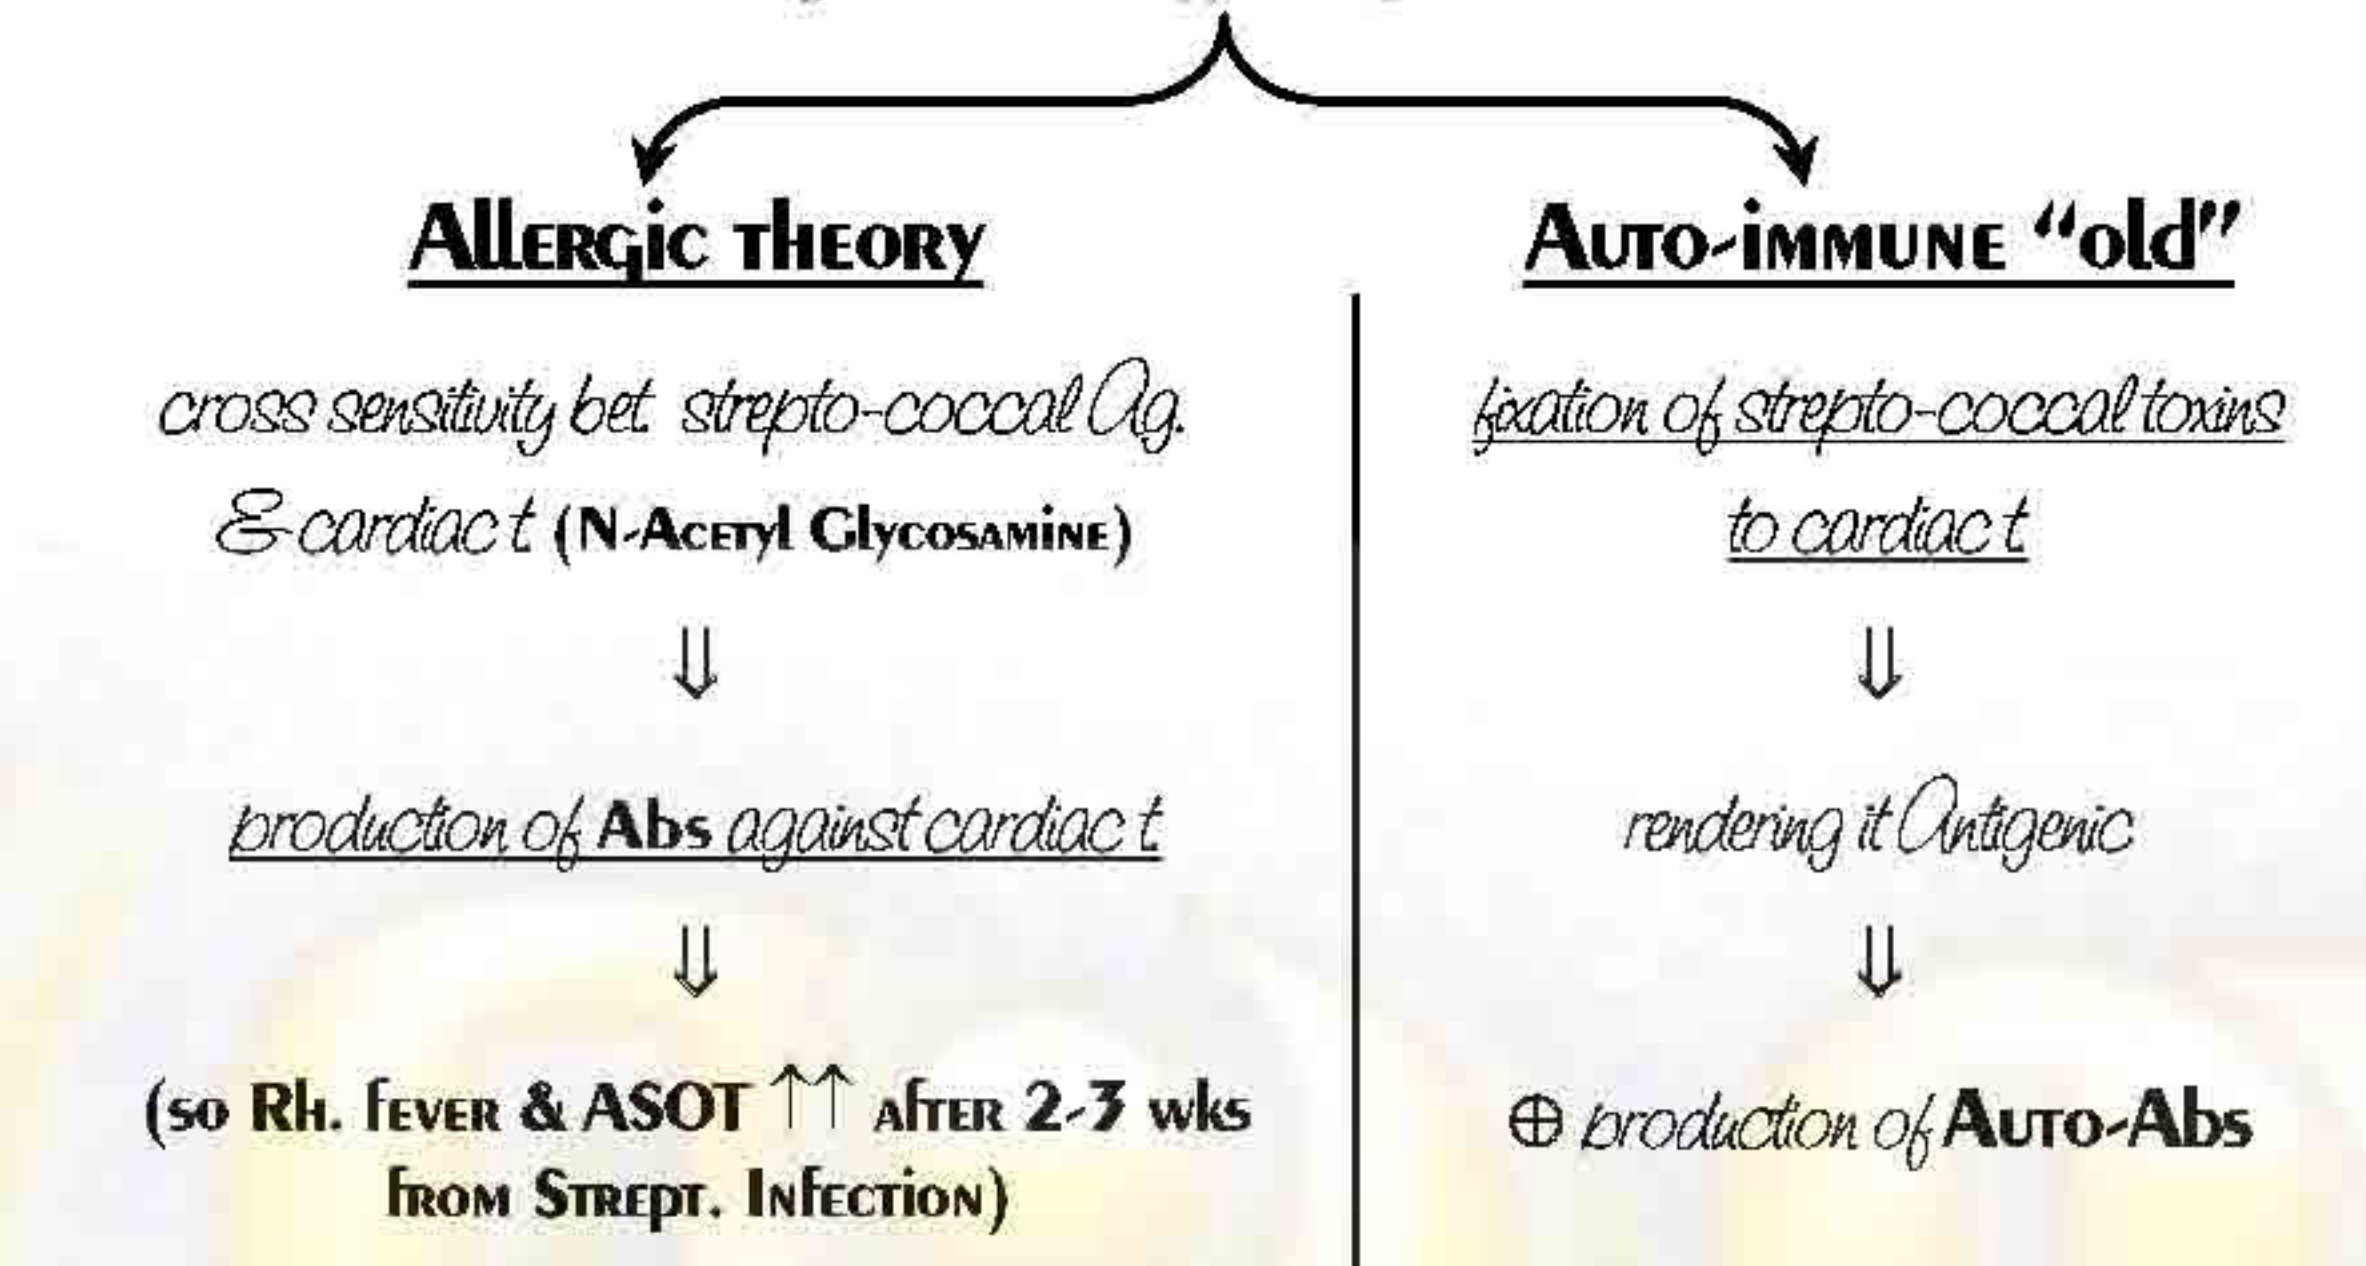 Allergic theory
cross sensitivity bet. strepto-coccal Ag.
& cardiac t (N-Acetyl Glycosamine)
⇓
production of Abs against cardiac t.
⇓
(so Rh. fever & ASOT ↑↑ after 2-3 wks
from Strept. Infection)
Auto-immune “old”
fixation of strepto-coccal toxins
to cardiac t.
⇓
rendering it Antigenic
⇓
⊕ production of Auto-Abs